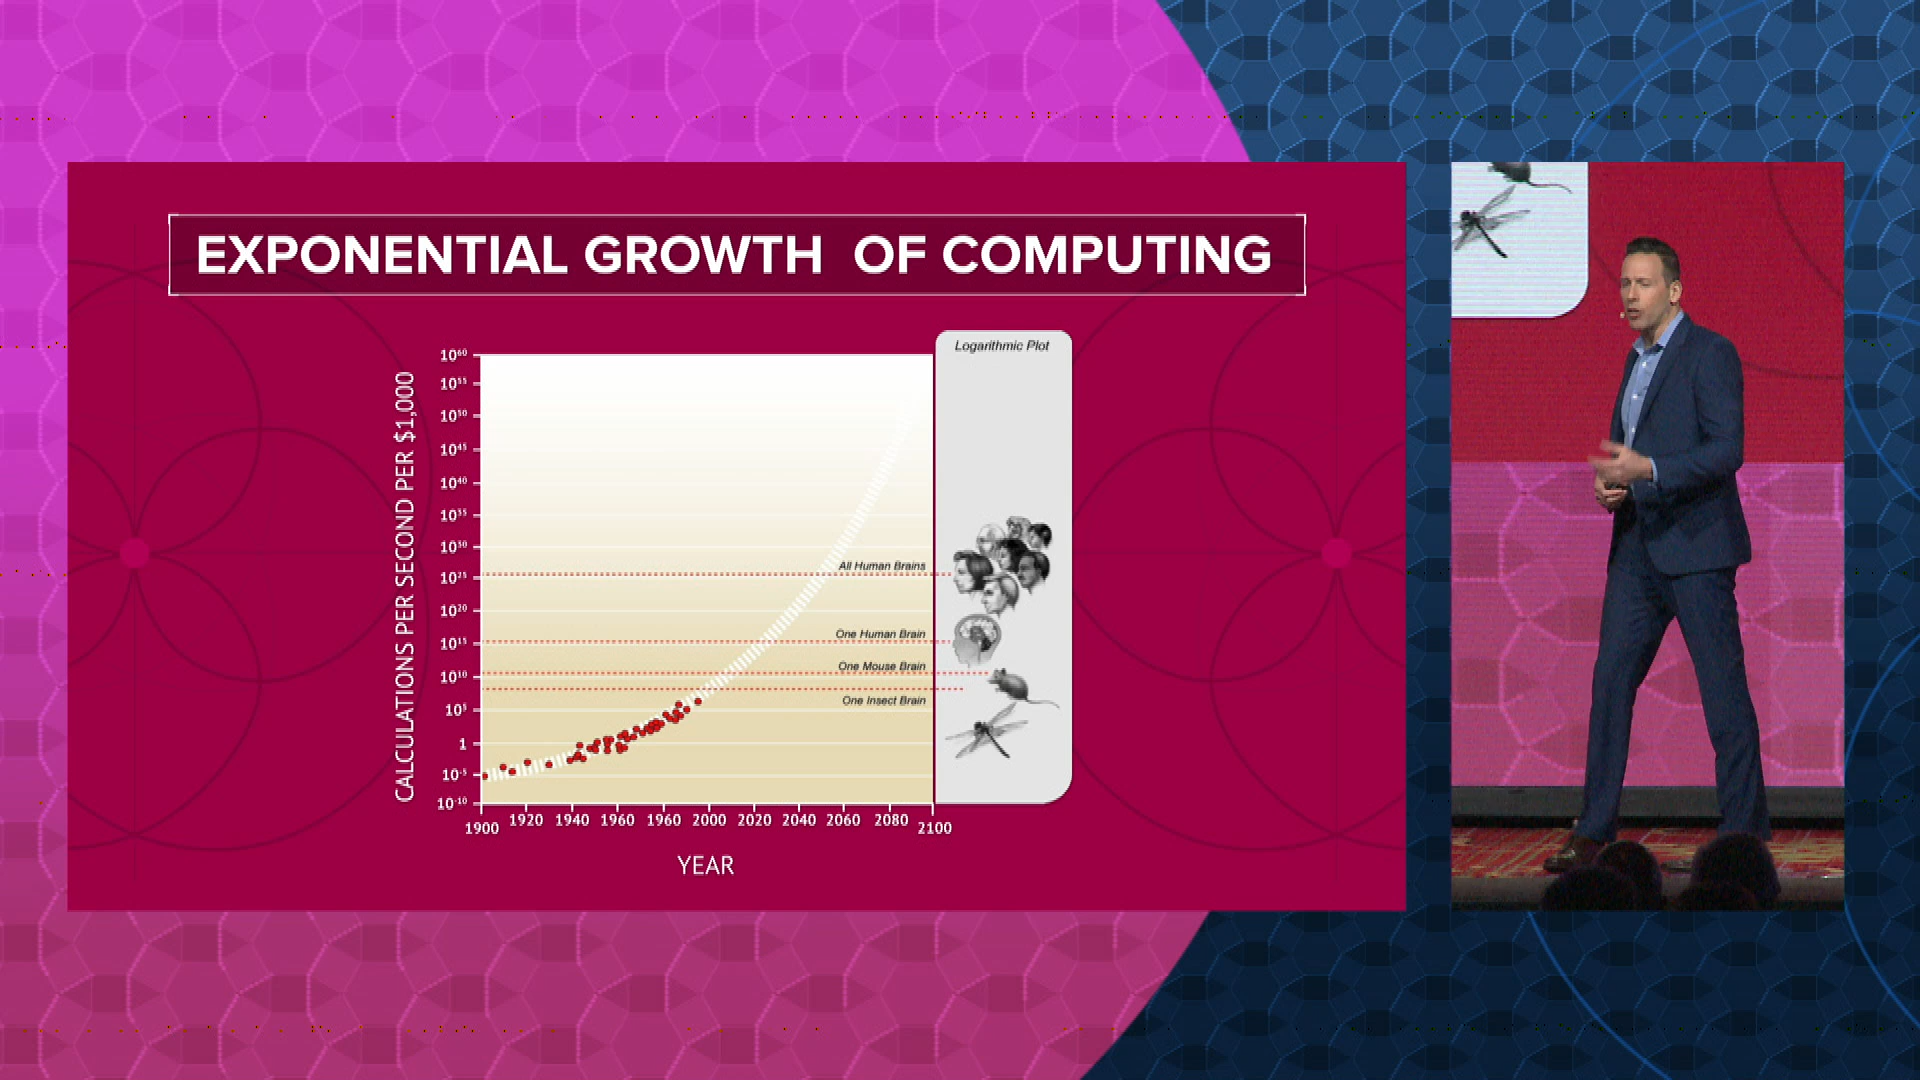 EXPONENTIAL GROWTH OF COMPUTING
Logarithmic Plot
CALCULATIONS PER SECOND PER $1,000
10⁶⁰
10⁵⁵
10⁵⁰
10⁴⁵
10⁴⁰
10³⁵
10³⁰
10²⁵
10²⁰
10¹⁵
10¹⁰
10⁵
1
10⁻⁵
10⁻¹⁰
All Human Brains
One Human Brain
One Mouse Brain
One Insect Brain
1900 1920 1940 1960 1960 2000 2020 2040 2060 2080 2100
YEAR